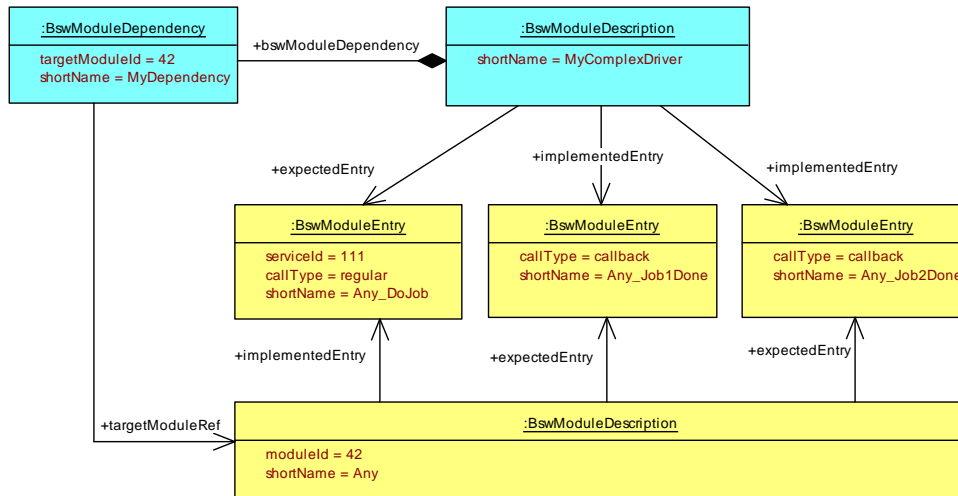 :BswModuleDependency
targetModuleId = 42
shortName = MyDependency
+bswModuleDependency
:BswModuleDescription
shortName = MyComplexDriver
+expectedEntry
+implementedEntry
+implementedEntry
:BswModuleEntry
serviceId = 111
callType = regular
shortName = Any_DoJob
:BswModuleEntry
callType = callback
shortName = Any_Job1Done
:BswModuleEntry
callType = callback
shortName = Any_Job2Done
+implementedEntry
+expectedEntry
+expectedEntry
+targetModuleRef
:BswModuleDescription
moduleId = 42
shortName = Any